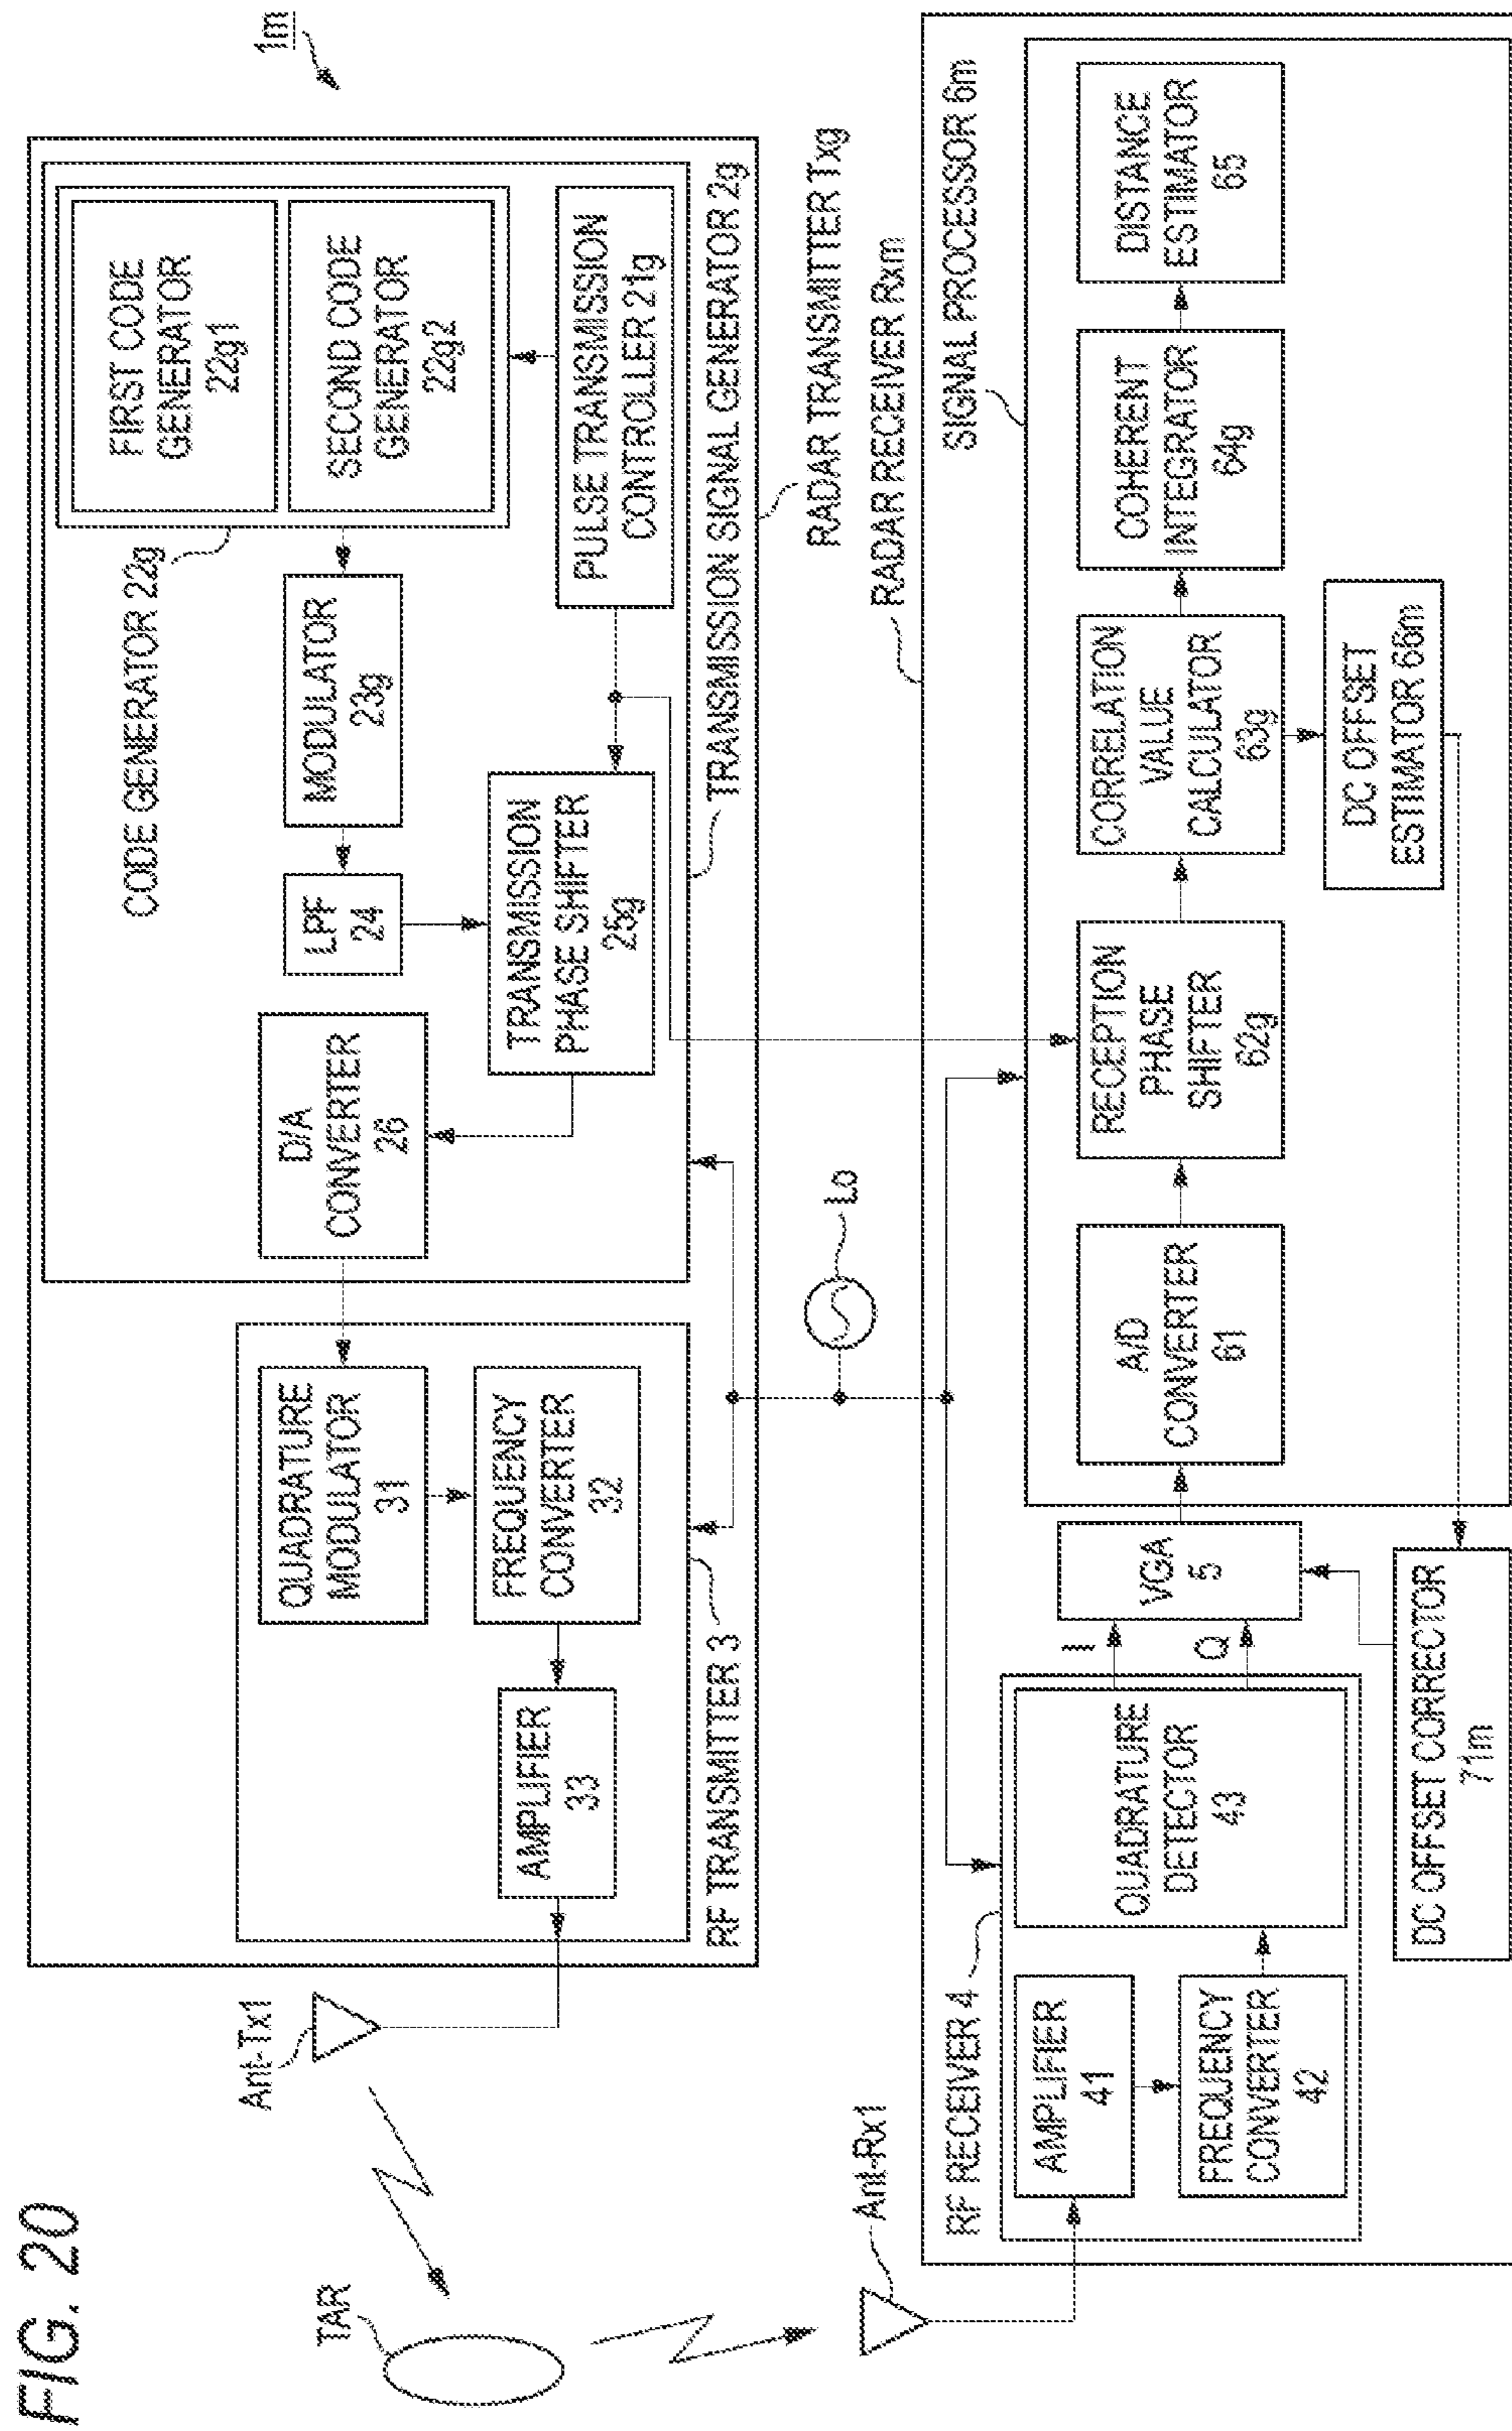 FIG. 20
1m
CODE GENERATOR 22g
FIRST CODE
GENERATOR
22g1
SECOND CODE
GENERATOR
22g2
PULSE TRANSMISSION
CONTROLLER 21g
MODULATOR
23g
LPF
24
TRANSMISSION
PHASE SHIFTER
25g
D/A
CONVERTER
26
TRANSMISSION SIGNAL GENERATOR 2g
RADAR TRANSMITTER Txg
QUADRATURE
MODULATOR
31
FREQUENCY
CONVERTER
32
AMPLIFIER
33
RF TRANSMITTER 3
Ant-Tx1
TAR
Ant-Rx1
Lo
RADAR RECEIVER Rxm
RF RECEIVER 4
AMPLIFIER
41
FREQUENCY
CONVERTER
42
QUADRATURE
DETECTOR
43
I
Q
VGA
5
DC OFFSET CORRECTOR
71m
SIGNAL PROCESSOR 6m
A/D
CONVERTER
61
RECEPTION
PHASE
SHIFTER
62g
CORRELATION
VALUE
CALCULATOR
63g
COHERENT
INTEGRATOR
64g
DISTANCE
ESTIMATOR
65
DC OFFSET
ESTIMATOR 66m